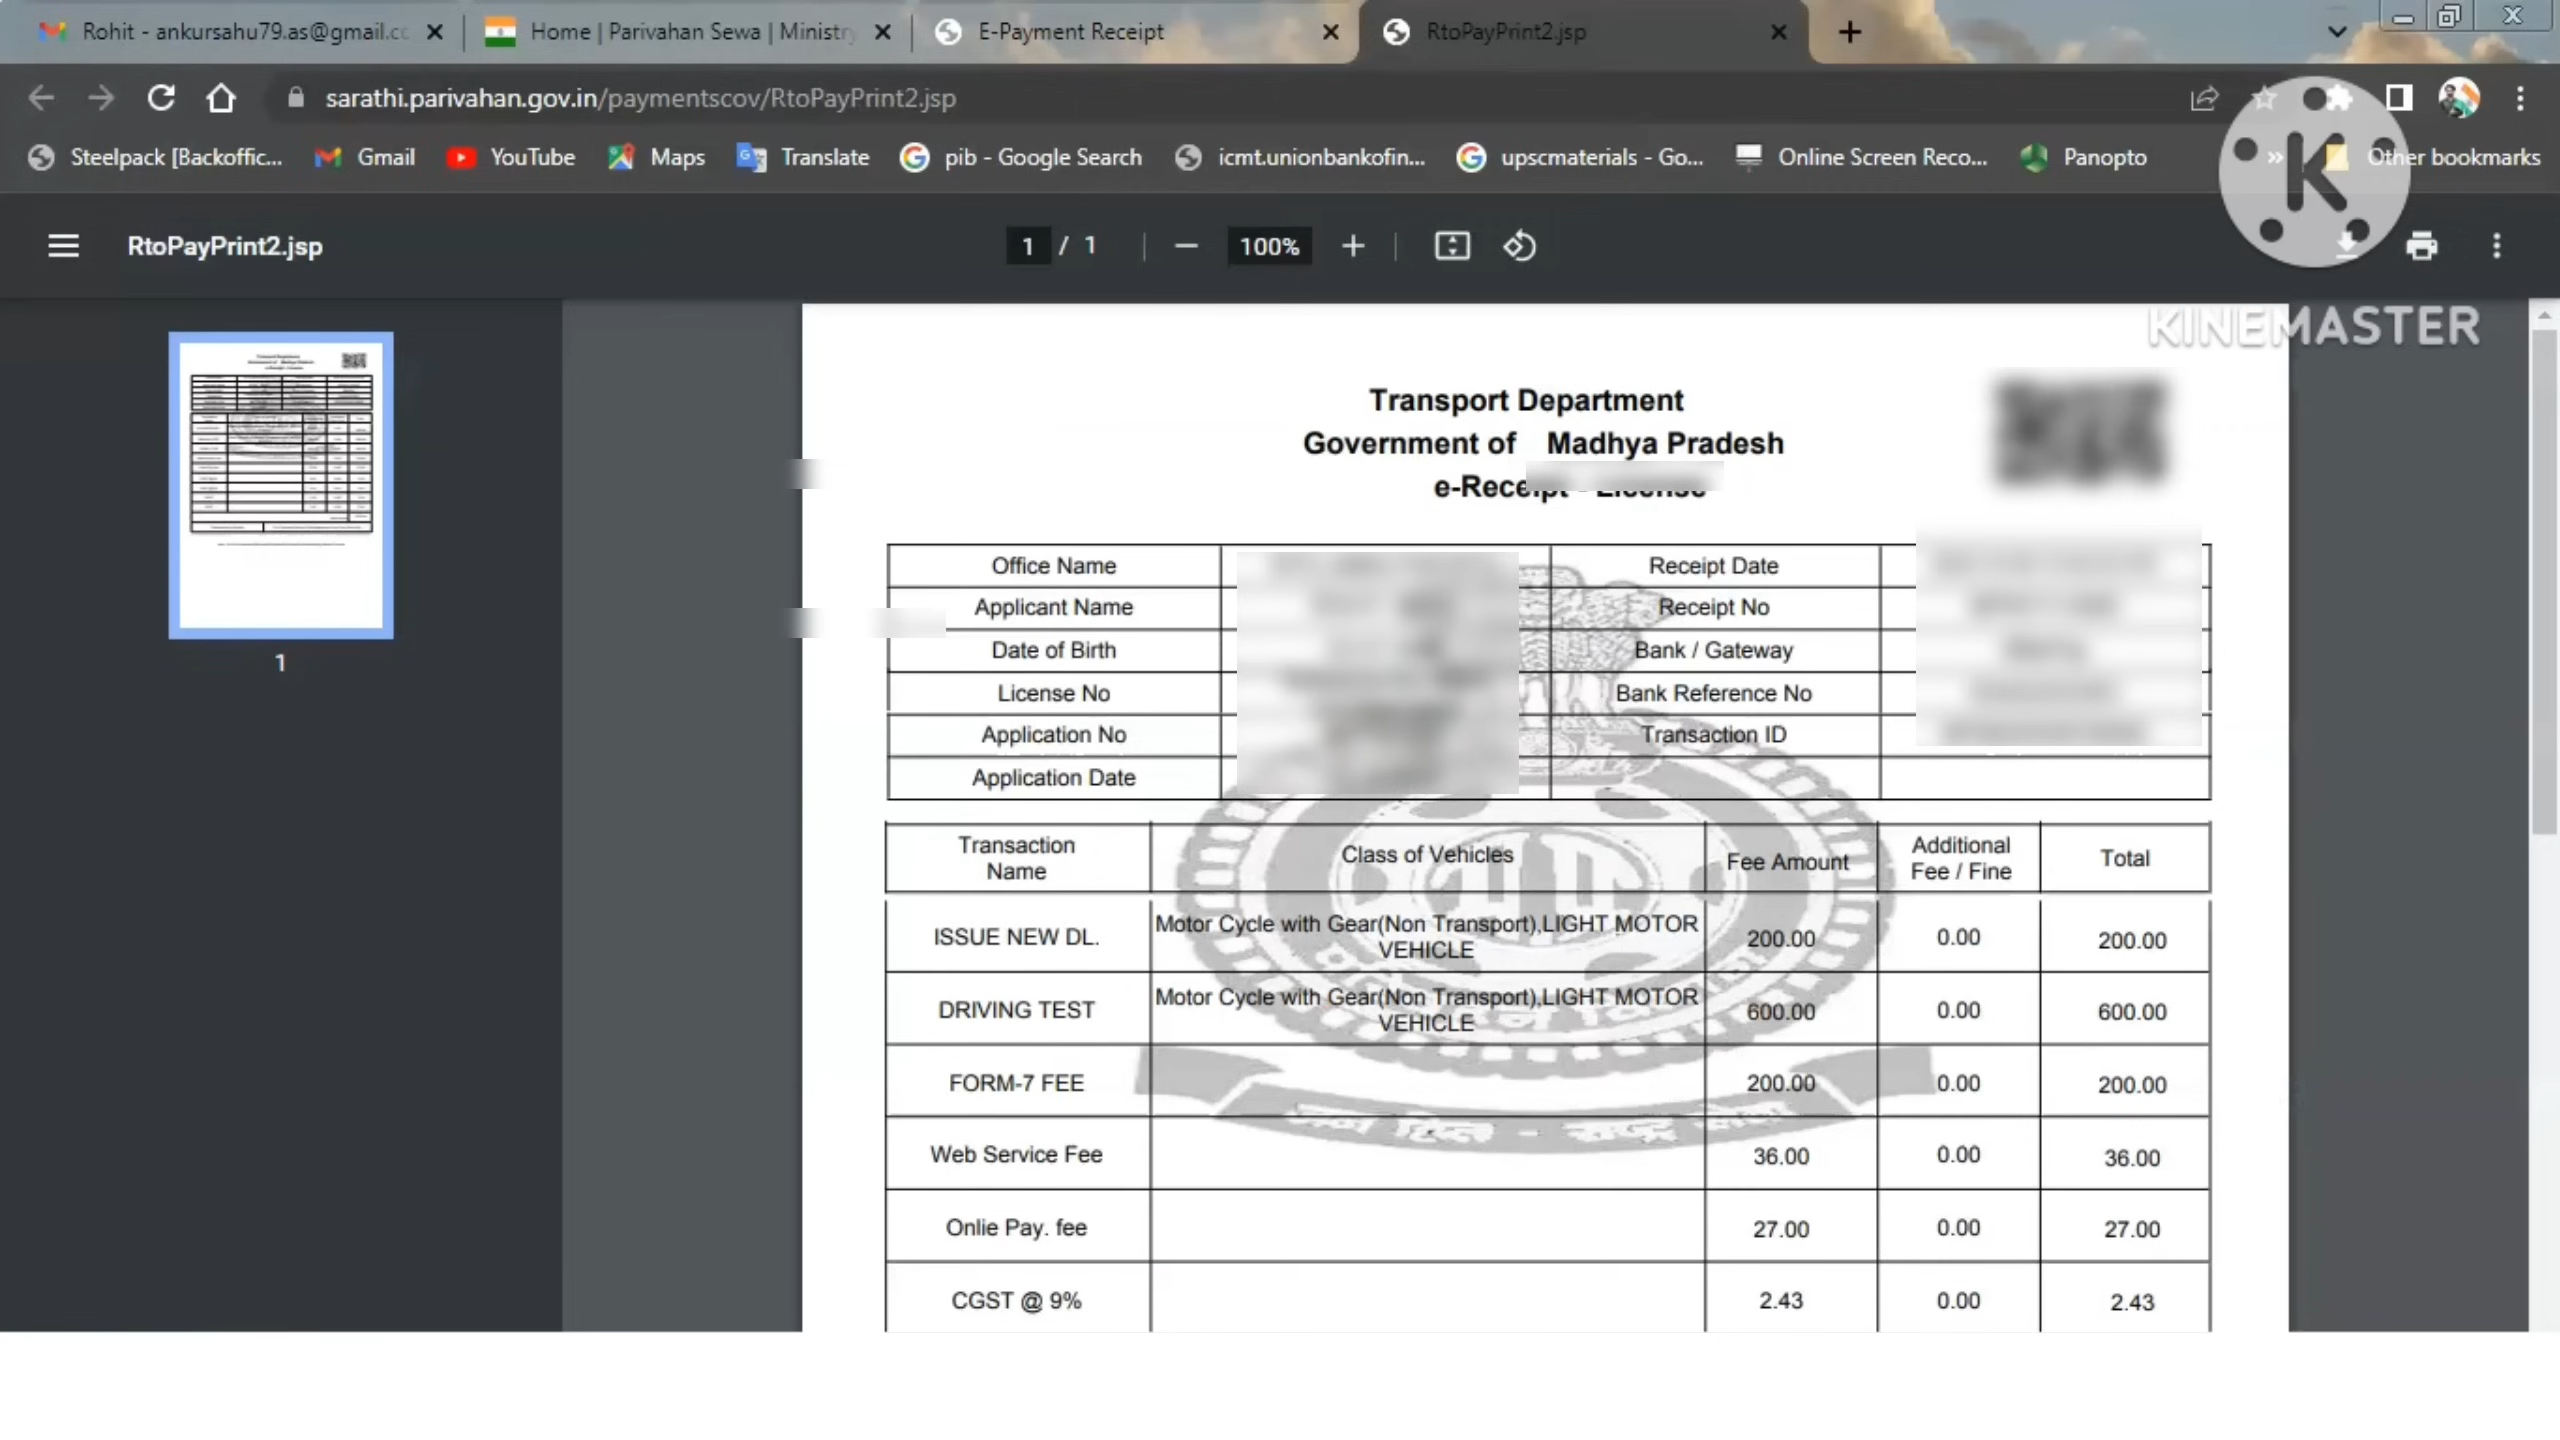 Rohit - ankursahu79.as@gmail.cc
Home | Parivahan Sewa | Ministry
E-Payment Receipt
RtoPayPrint2.jsp
sarathi.parivahan.gov.in/paymentscov/RtoPayPrint2.jsp
Steelpack [Backoffic...
Gmail
YouTube
Maps
Translate
pib - Google Search
icmt.unionbankofin...
upscmaterials - Go...
Online Screen Reco...
Panopto
»
Other bookmarks
K
KINEMASTER
RtoPayPrint2.jsp
1 / 1
100%
1
Transport Department
Government of Madhya Pradesh
e-Receipt - License
Office Name Receipt Date
Applicant Name Receipt No
Date of Birth Bank / Gateway
License No Bank Reference No
Application No Transaction ID
Application Date
Transaction Name Class of Vehicles Fee Amount Additional Fee / Fine Total
ISSUE NEW DL. Motor Cycle with Gear(Non Transport),LIGHT MOTOR VEHICLE 200.00 0.00 200.00
DRIVING TEST Motor Cycle with Gear(Non Transport),LIGHT MOTOR VEHICLE 600.00 0.00 600.00
FORM-7 FEE 200.00 0.00 200.00
Web Service Fee 36.00 0.00 36.00
Onlie Pay. fee 27.00 0.00 27.00
CGST @ 9% 2.43 0.00 2.43